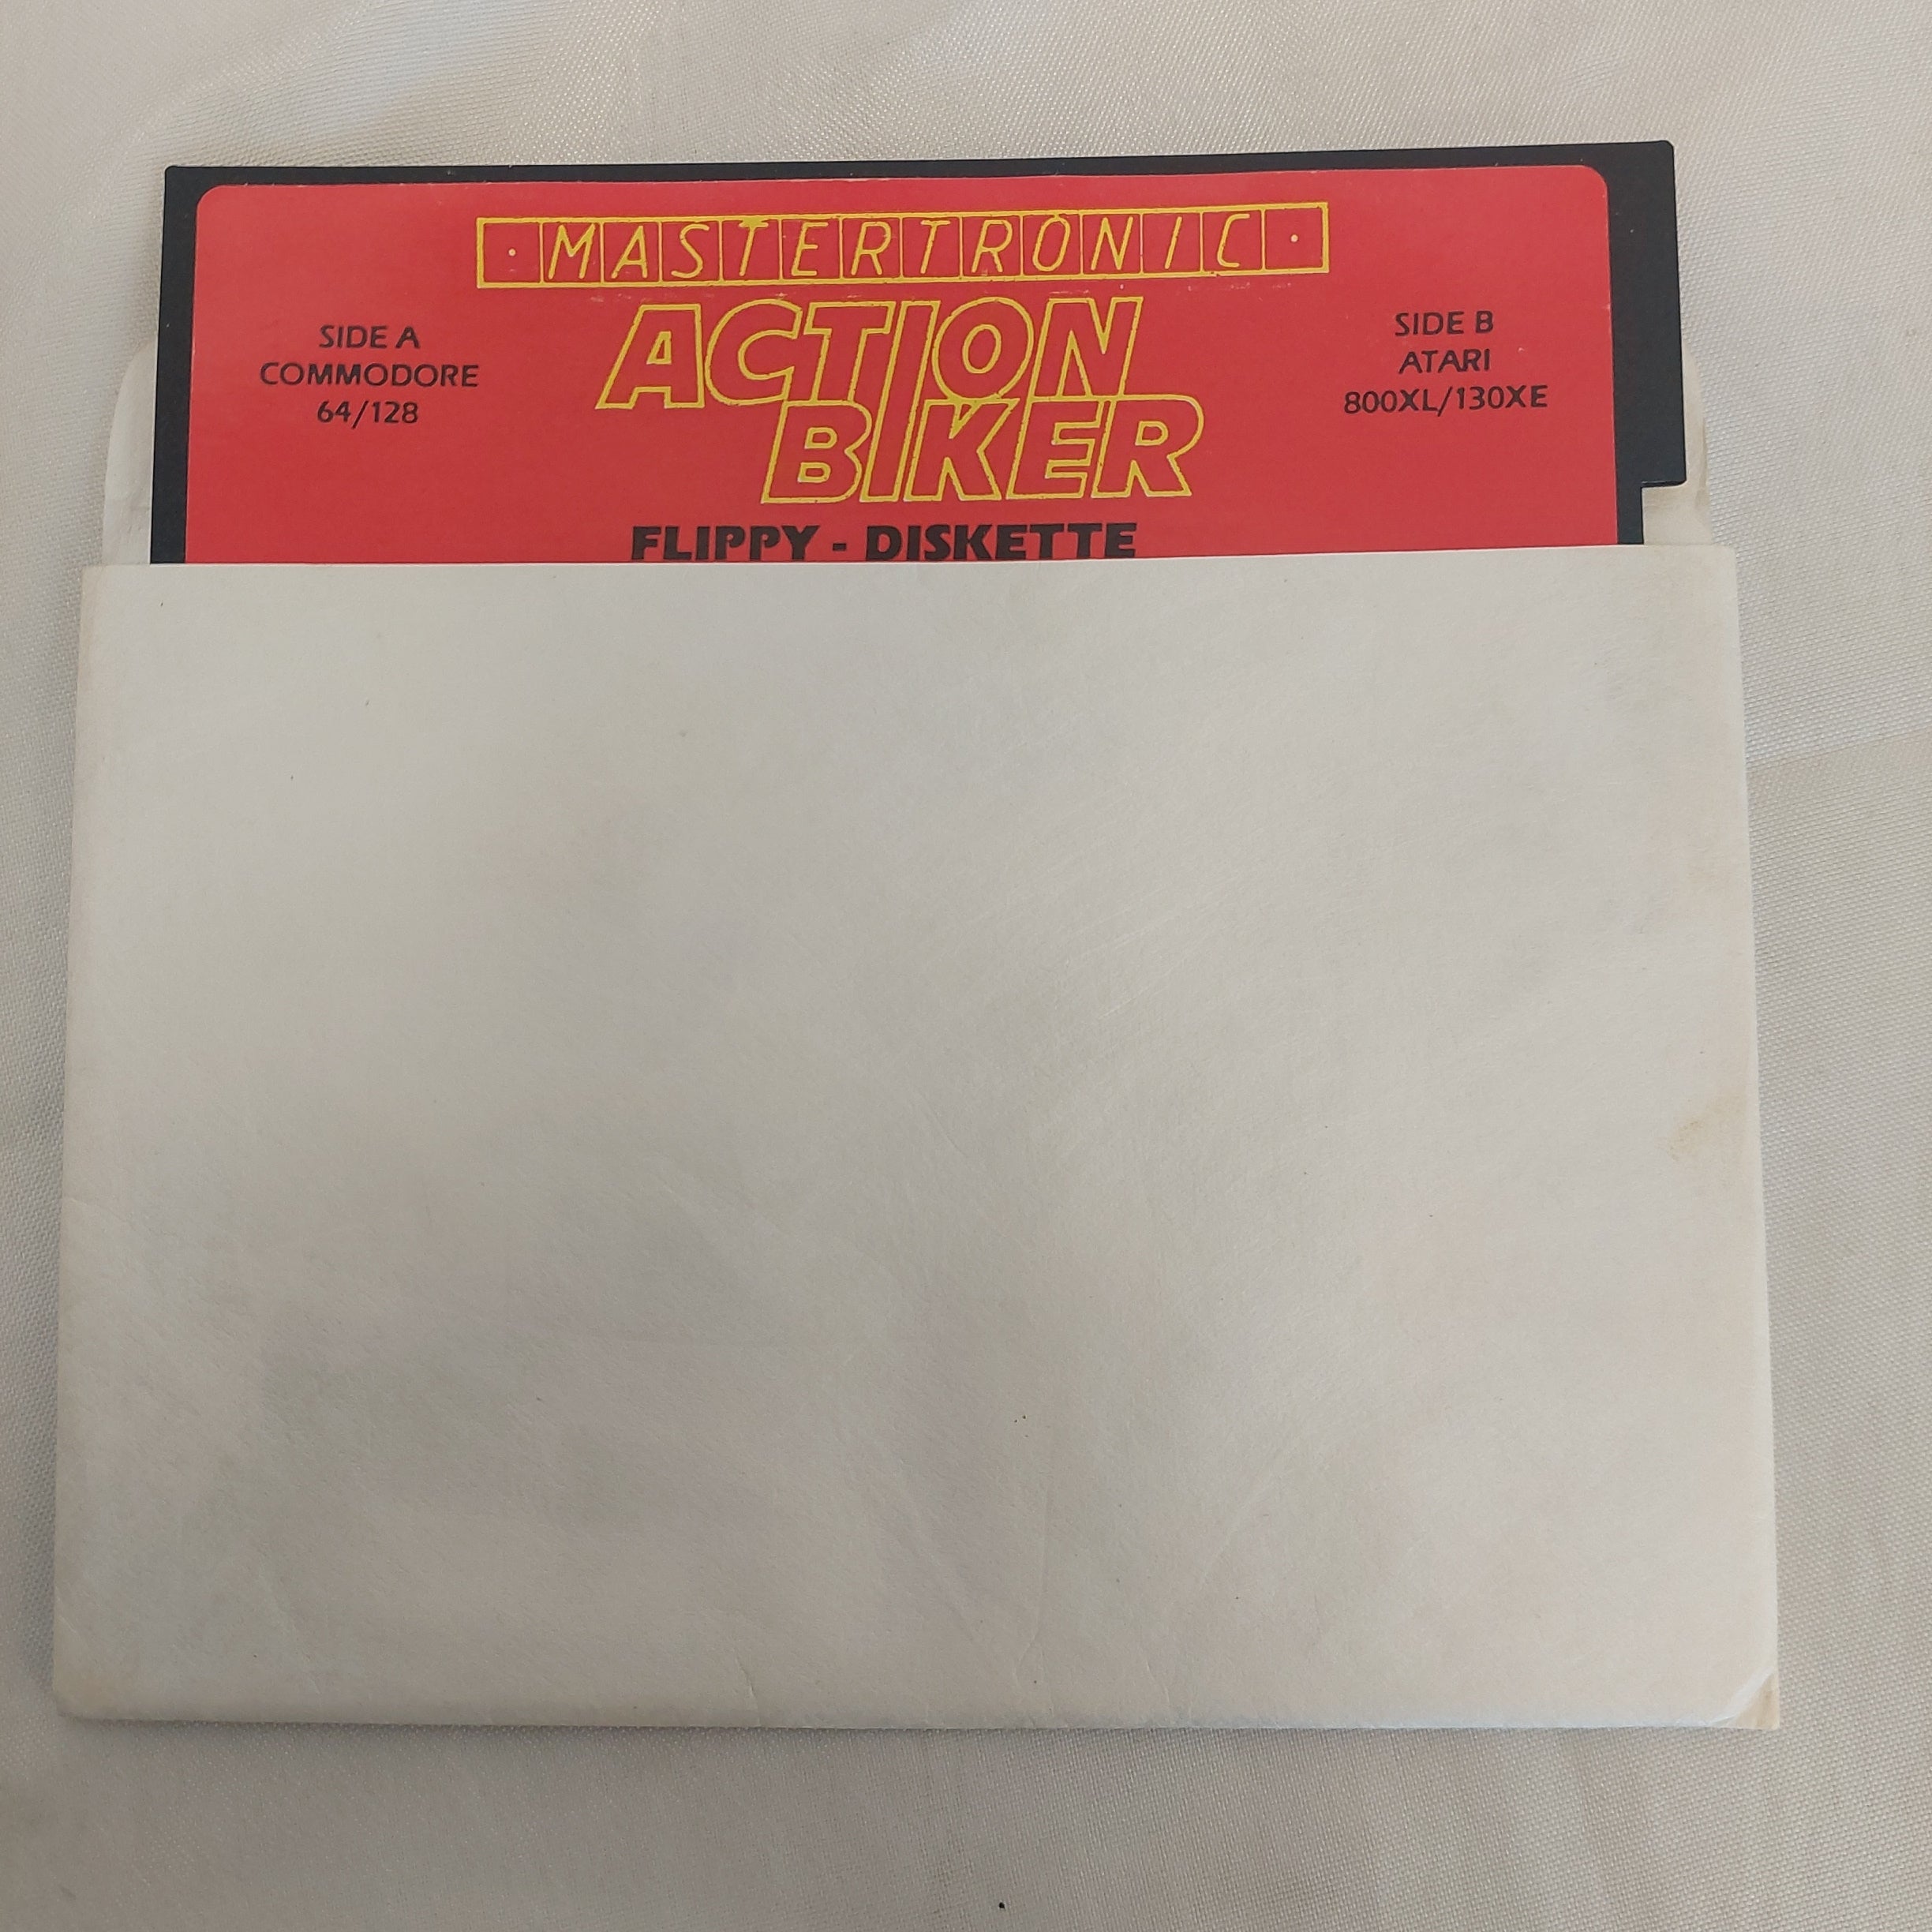 MASTERTRONIC
ACTION
BIKER
SIDE A
COMMODORE
64/128
SIDE B
ATARI
800XL/130XE
FLIPPY - DISKETTE